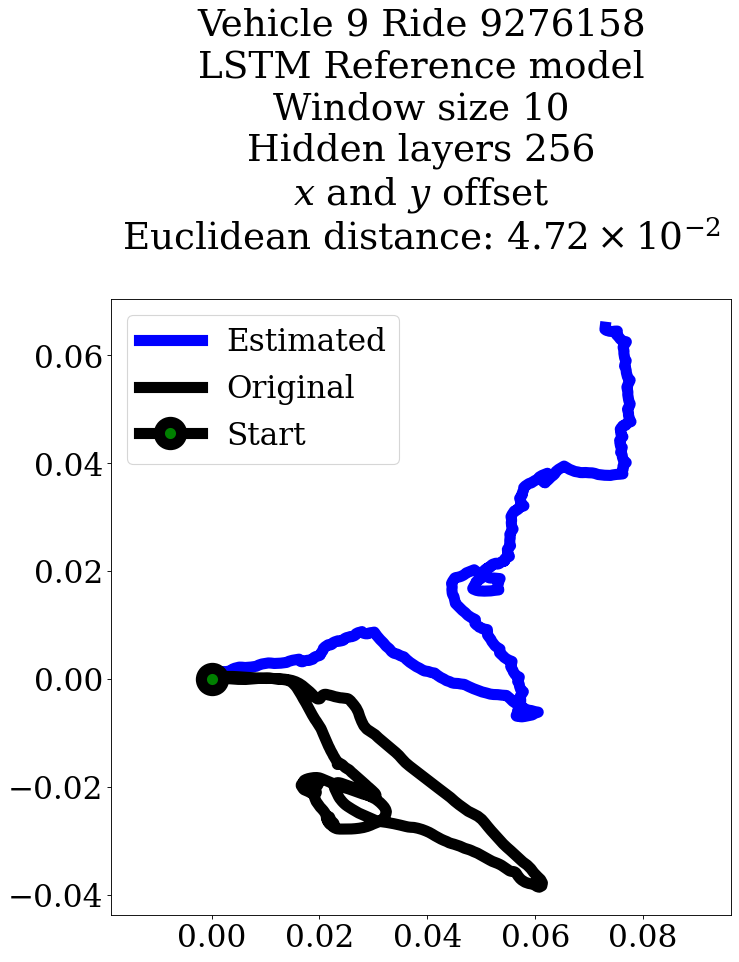 Vehicle 9 Ride 9276158
LSTM Reference model
Window size 10
Hidden layers 256
x and y offset
Euclidean distance: 4.72 × 10⁻²
Estimated
Original
Start
0.06
0.04
0.02
0.00
−0.02
−0.04
0.00 0.02 0.04 0.06 0.08